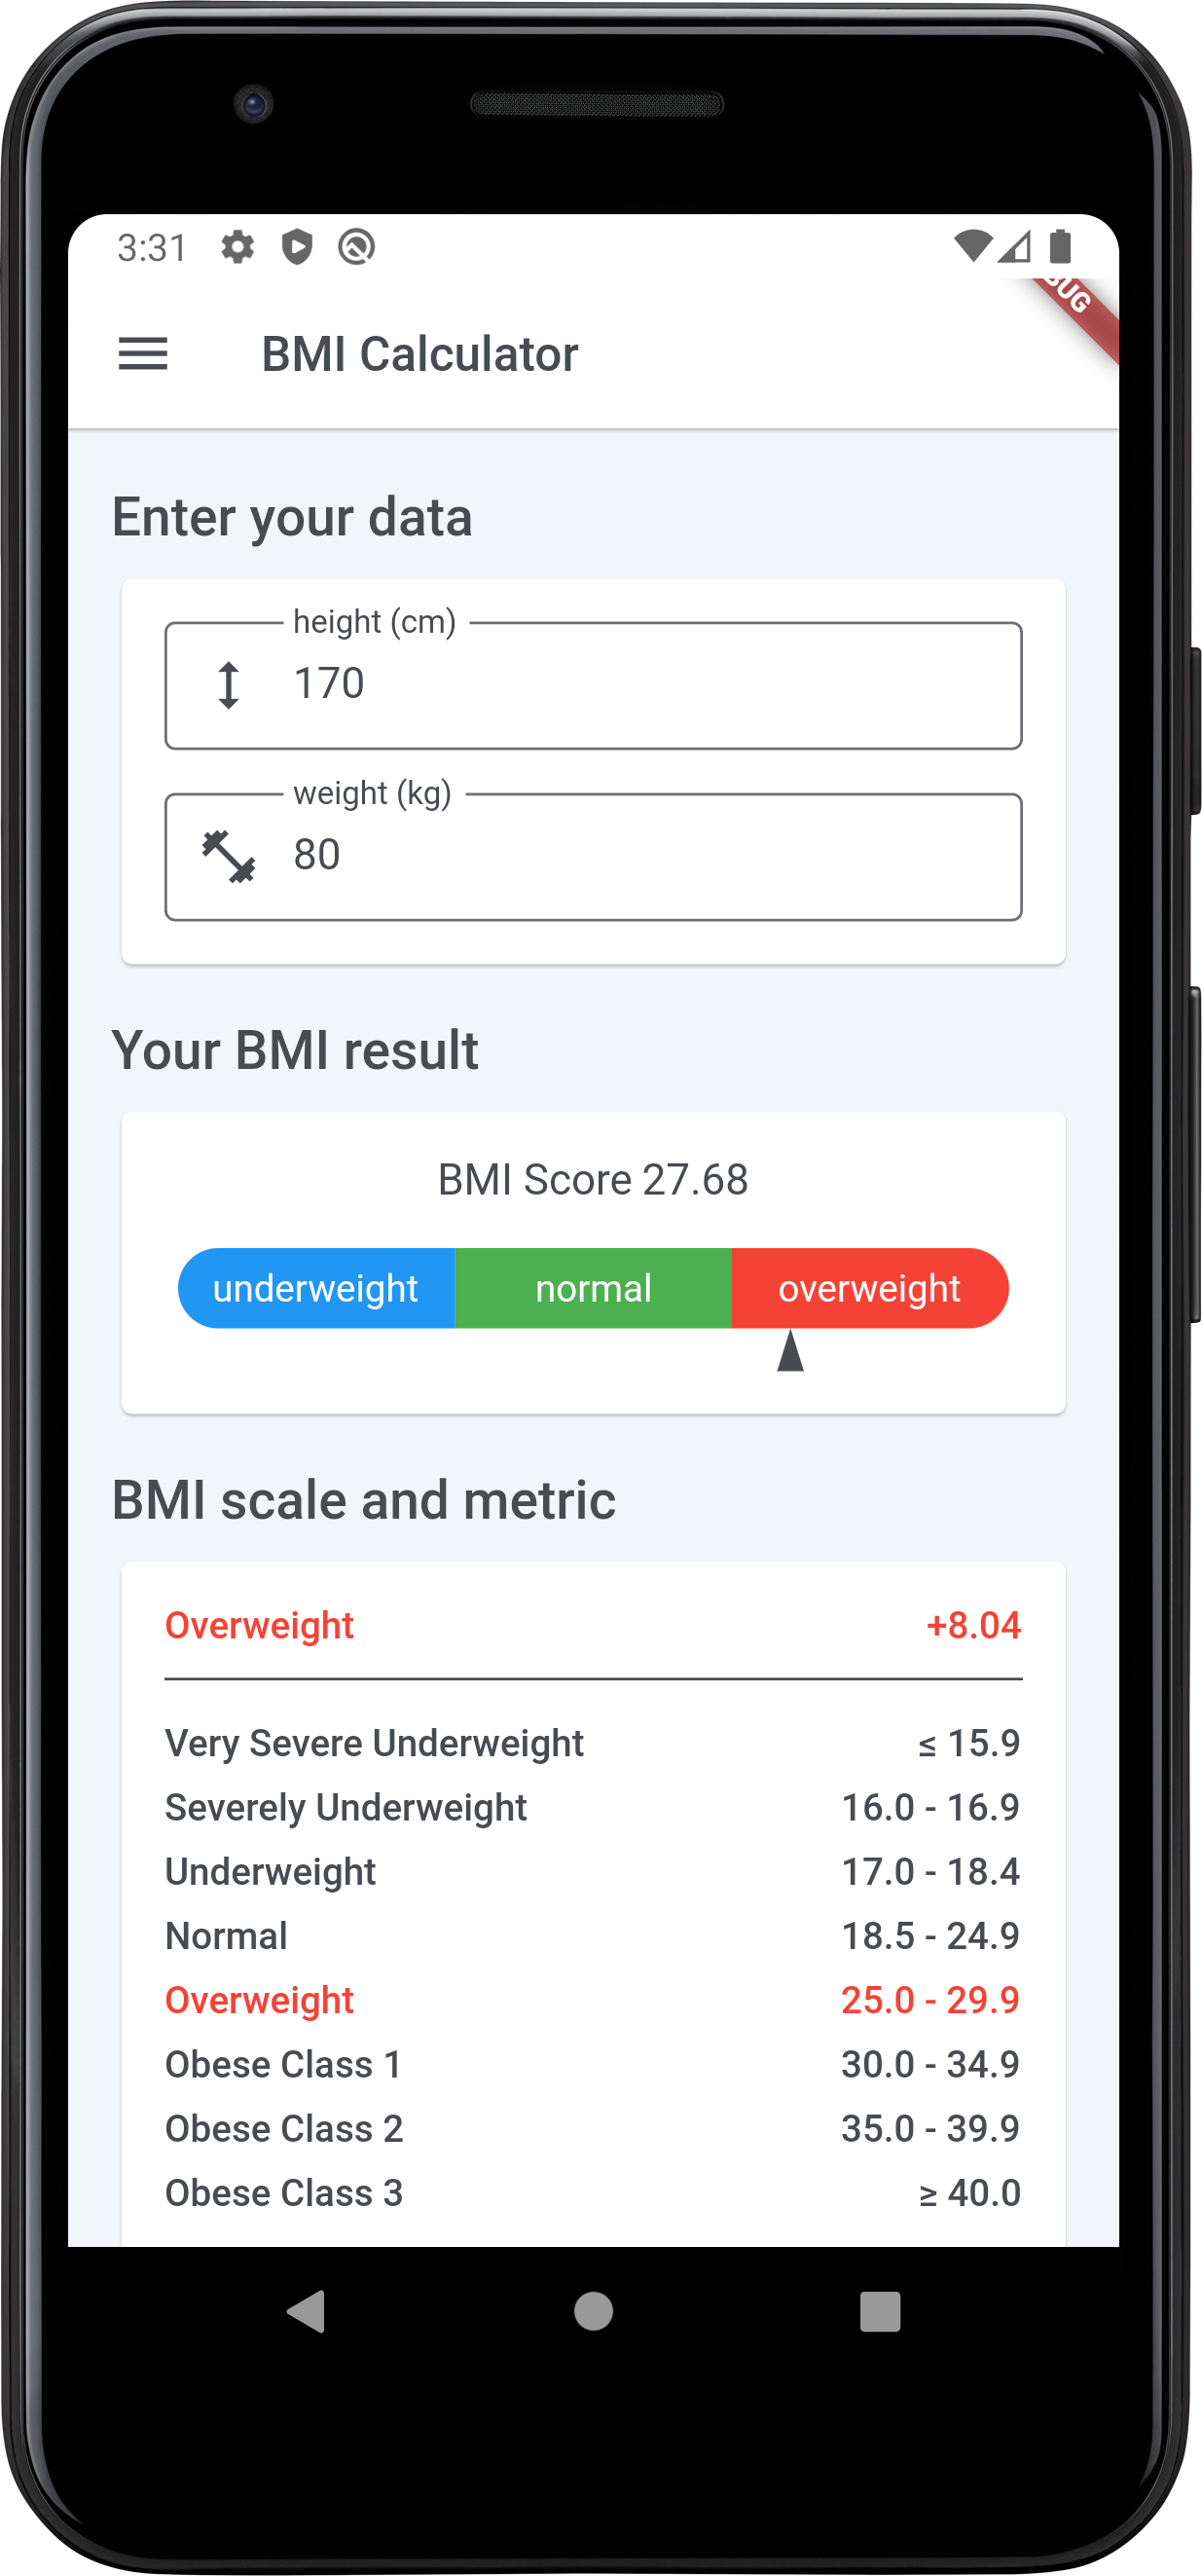 3:31
BUG
BMI Calculator
Enter your data
height (cm)
170
weight (kg)
80
Your BMI result
BMI Score 27.68
underweight normal overweight
BMI scale and metric
Overweight +8.04
Very Severe Underweight ≤ 15.9
Severely Underweight 16.0 - 16.9
Underweight 17.0 - 18.4
Normal 18.5 - 24.9
Overweight 25.0 - 29.9
Obese Class 1 30.0 - 34.9
Obese Class 2 35.0 - 39.9
Obese Class 3 ≥ 40.0